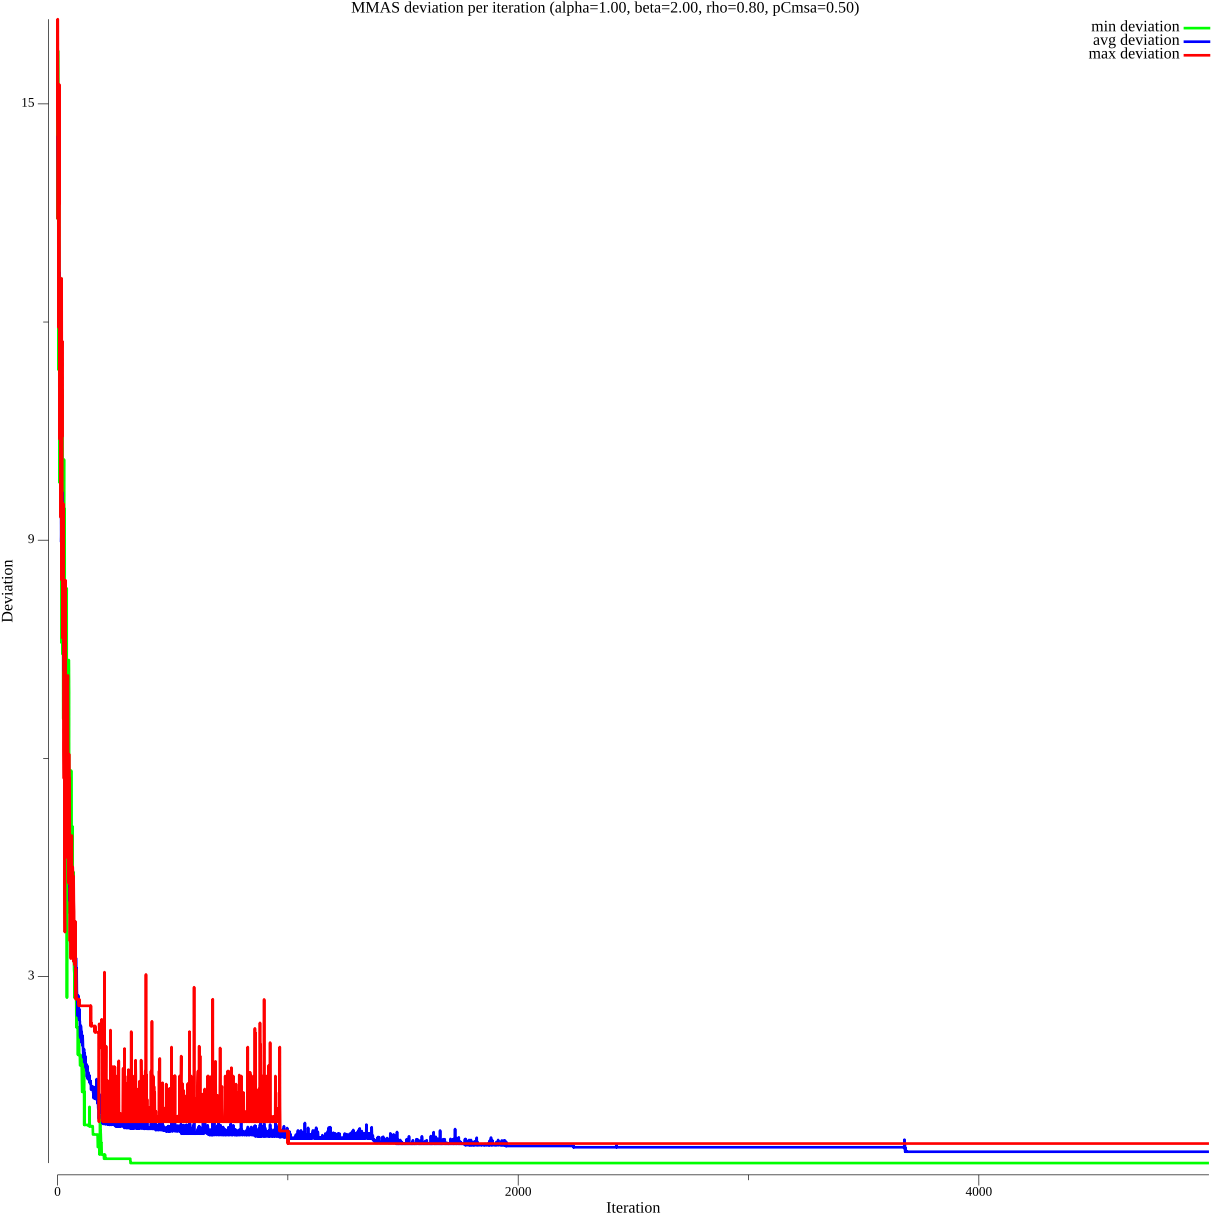 MMAS deviation per iteration (alpha=1.00, beta=2.00, rho=0.80, pCmsa=0.50)
min deviation
avg deviation
max deviation
15
9
3
Deviation
0
2000
4000
Iteration